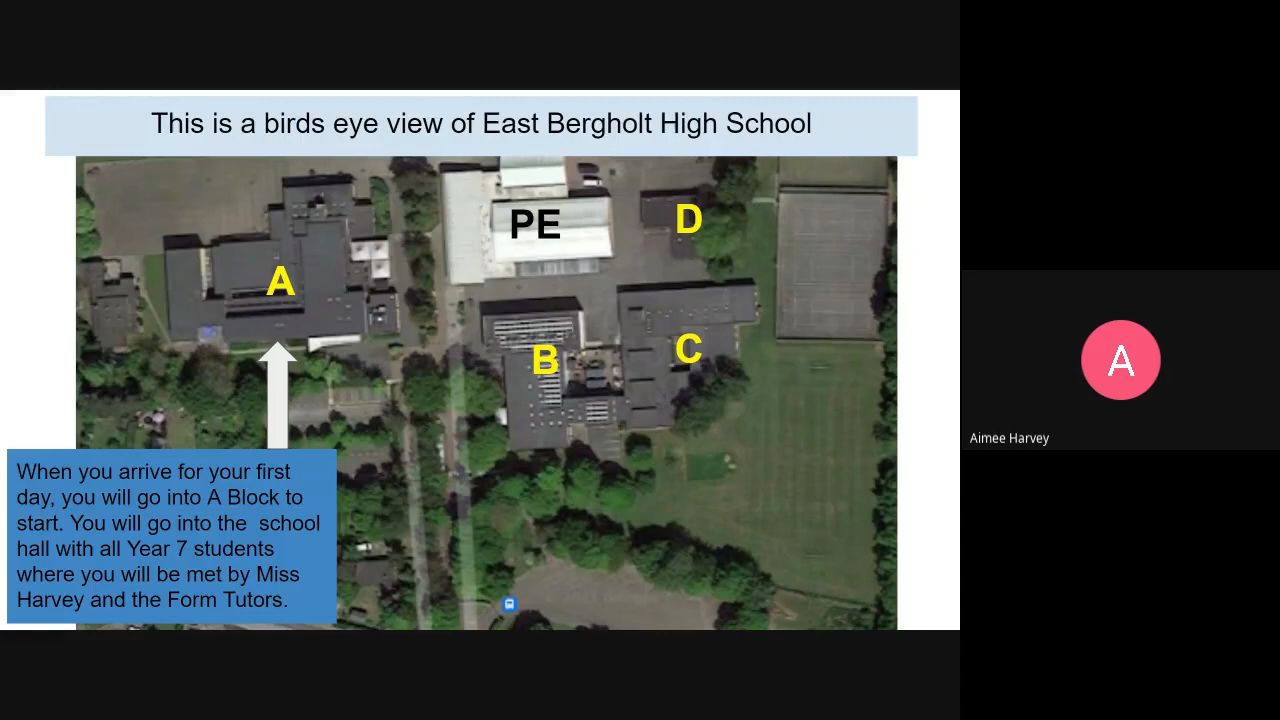 This is a birds eye view of East Bergholt High School
PE
D
A
B
C
When you arrive for your first
day, you will go into A Block to
start. You will go into the  school
hall with all Year 7 students
where you will be met by Miss
Harvey and the Form Tutors.
A
Aimee Harvey